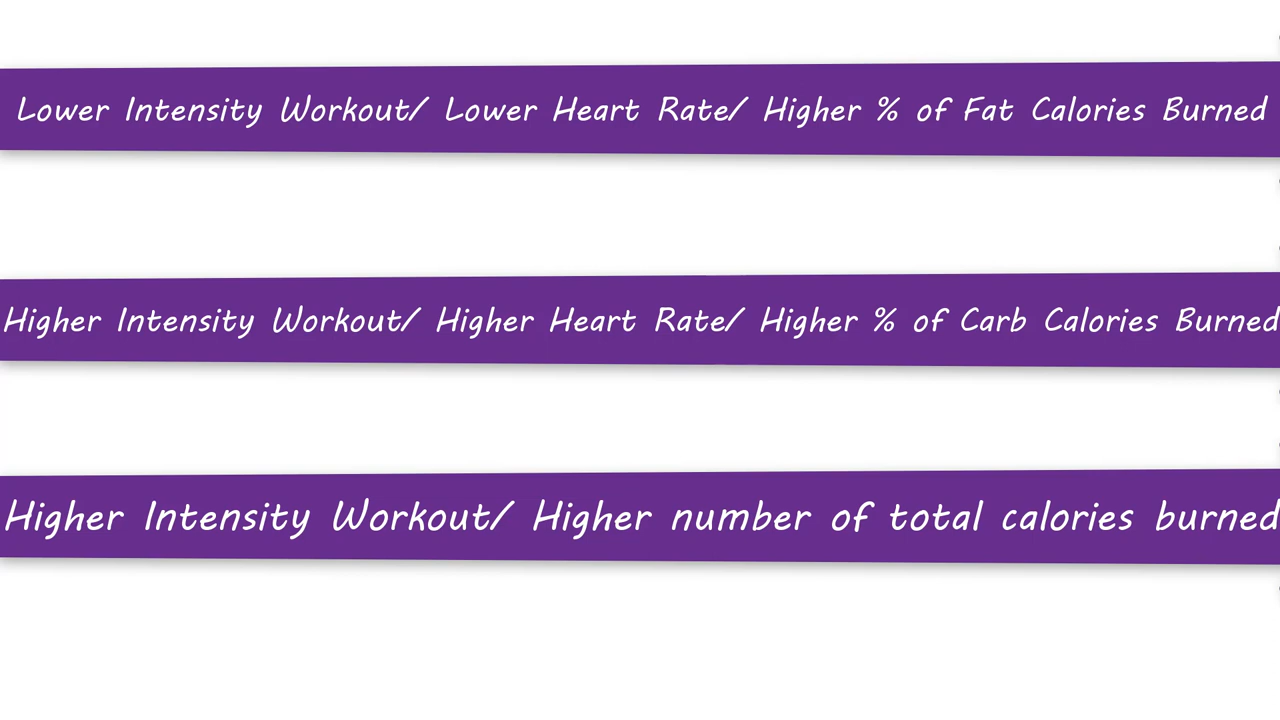 Lower Intensity Workout/ Lower Heart Rate/ Higher % of Fat Calories Burned
Higher Intensity Workout/ Higher Heart Rate/ Higher % of Carb Calories Burned
Higher Intensity Workout/ Higher number of total calories burned